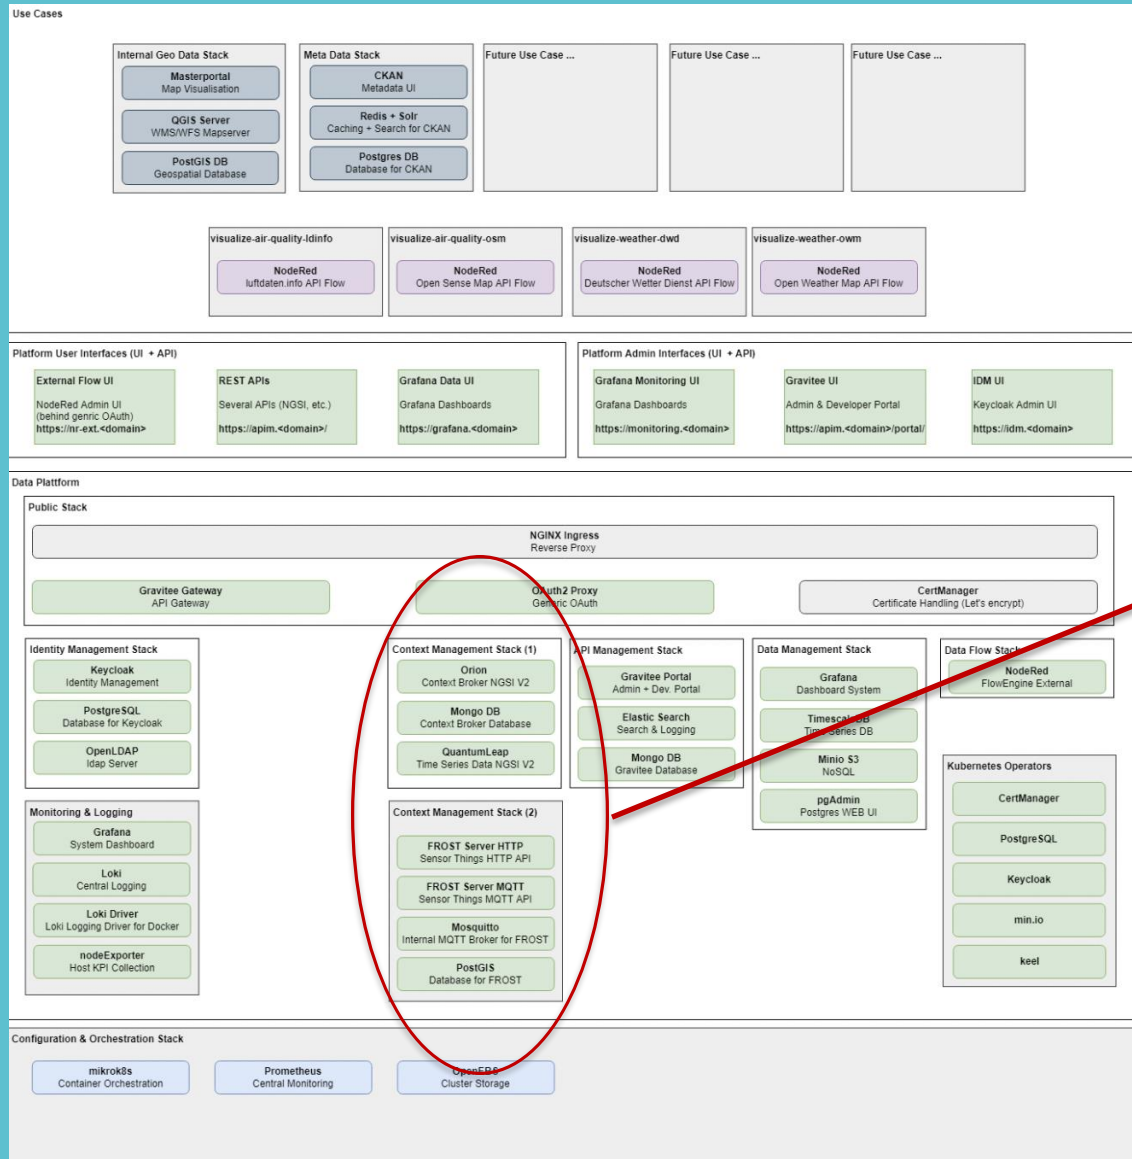 Use Cases
Internal Geo Data Stack
Masterportal
Map Visualisation
QGIS Server
WMS/WFS Mapserver
PostGIS DB
Geospatial Database
Meta Data Stack
CKAN
Metadata UI
Redis + Solr
Caching + Search for CKAN
Postgres DB
Database for CKAN
Future Use Case ...
Future Use Case ...
Future Use Case ...
visualize-air-quality-ldinfo
NodeRed
luftdaten.info API Flow
visualize-air-quality-osm
NodeRed
Open Sense Map API Flow
visualize-weather-dwd
NodeRed
Deutscher Wetter Dienst API Flow
visualize-weather-owm
NodeRed
Open Weather Map API Flow
Platform User Interfaces (UI + API)
External Flow UI
NodeRed Admin UI
(behind genric OAuth)
https://nr-ext.<domain>
REST APIs
Several APIs (NGSI, etc.)
https://apim.<domain>/
Grafana Data UI
Grafana Dashboards
https://grafana.<domain>
Platform Admin Interfaces (UI + API)
Grafana Monitoring UI
Grafana Dashboards
https://monitoring.<domain>
Gravitee UI
Admin & Developer Portal
https://apim.<domain>/portal/
IDM UI
Keycloak Admin UI
https://idm.<domain>
Data Plattform
Public Stack
NGINX Ingress
Reverse Proxy
Gravitee Gateway
API Gateway
OAuth2 Proxy
Generic OAuth
CertManager
Certificate Handling (Let's encrypt)
Identity Management Stack
Keycloak
Identity Management
PostgreSQL
Database for Keycloak
OpenLDAP
ldap Server
Context Management Stack (1)
Orion
Context Broker NGSI V2
Mongo DB
Context Broker Database
QuantumLeap
Time Series Data NGSI V2
API Management Stack
Gravitee Portal
Admin + Dev. Portal
Elastic Search
Search & Logging
Mongo DB
Gravitee Database
Data Management Stack
Grafana
Dashboard System
TimescaleDB
Time Series DB
Minio S3
NoSQL
pgAdmin
Postgres WEB UI
Data Flow Stack
NodeRed
FlowEngine External
Monitoring & Logging
Grafana
System Dashboard
Loki
Central Logging
Loki Driver
Loki Logging Driver for Docker
nodeExporter
Host KPI Collection
Context Management Stack (2)
FROST Server HTTP
Sensor Things HTTP API
FROST Server MQTT
Sensor Things MQTT API
Mosquitto
Internal MQTT Broker for FROST
PostGIS
Database for FROST
Kubernetes Operators
CertManager
PostgreSQL
Keycloak
min.io
keel
Configuration & Orchestration Stack
mikrok8s
Container Orchestration
Prometheus
Central Monitoring
OpenEBS
Cluster Storage